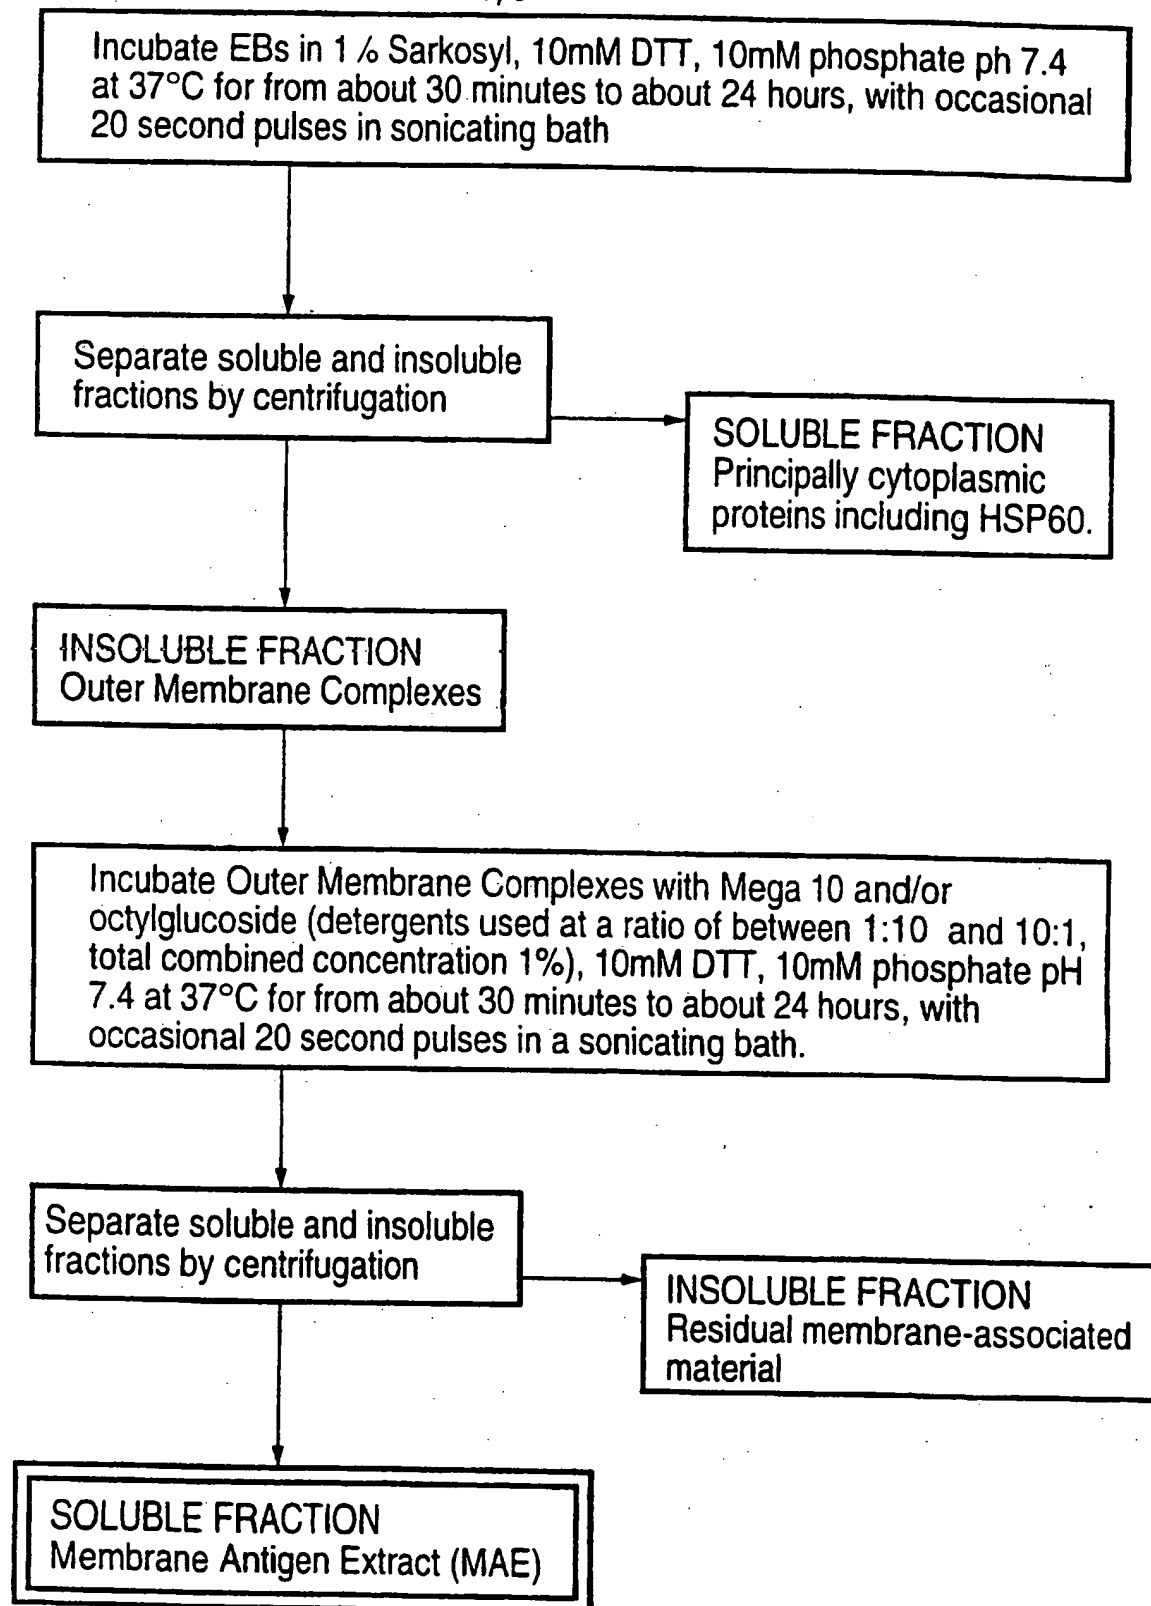 Incubate EBs in 1 % Sarkosyl, 10mM DTT, 10mM phosphate ph 7.4
at 37°C for from about 30 minutes to about 24 hours, with occasional
20 second pulses in sonicating bath
Separate soluble and insoluble
fractions by centrifugation
SOLUBLE FRACTION
Principally cytoplasmic
proteins including HSP60.
INSOLUBLE FRACTION
Outer Membrane Complexes
Incubate Outer Membrane Complexes with Mega 10 and/or
octylglucoside (detergents used at a ratio of between 1:10 and 10:1,
total combined concentration 1%), 10mM DTT, 10mM phosphate pH
7.4 at 37°C for from about 30 minutes to about 24 hours, with
occasional 20 second pulses in a sonicating bath.
Separate soluble and insoluble
fractions by centrifugation
INSOLUBLE FRACTION
Residual membrane-associated
material
SOLUBLE FRACTION
Membrane Antigen Extract (MAE)